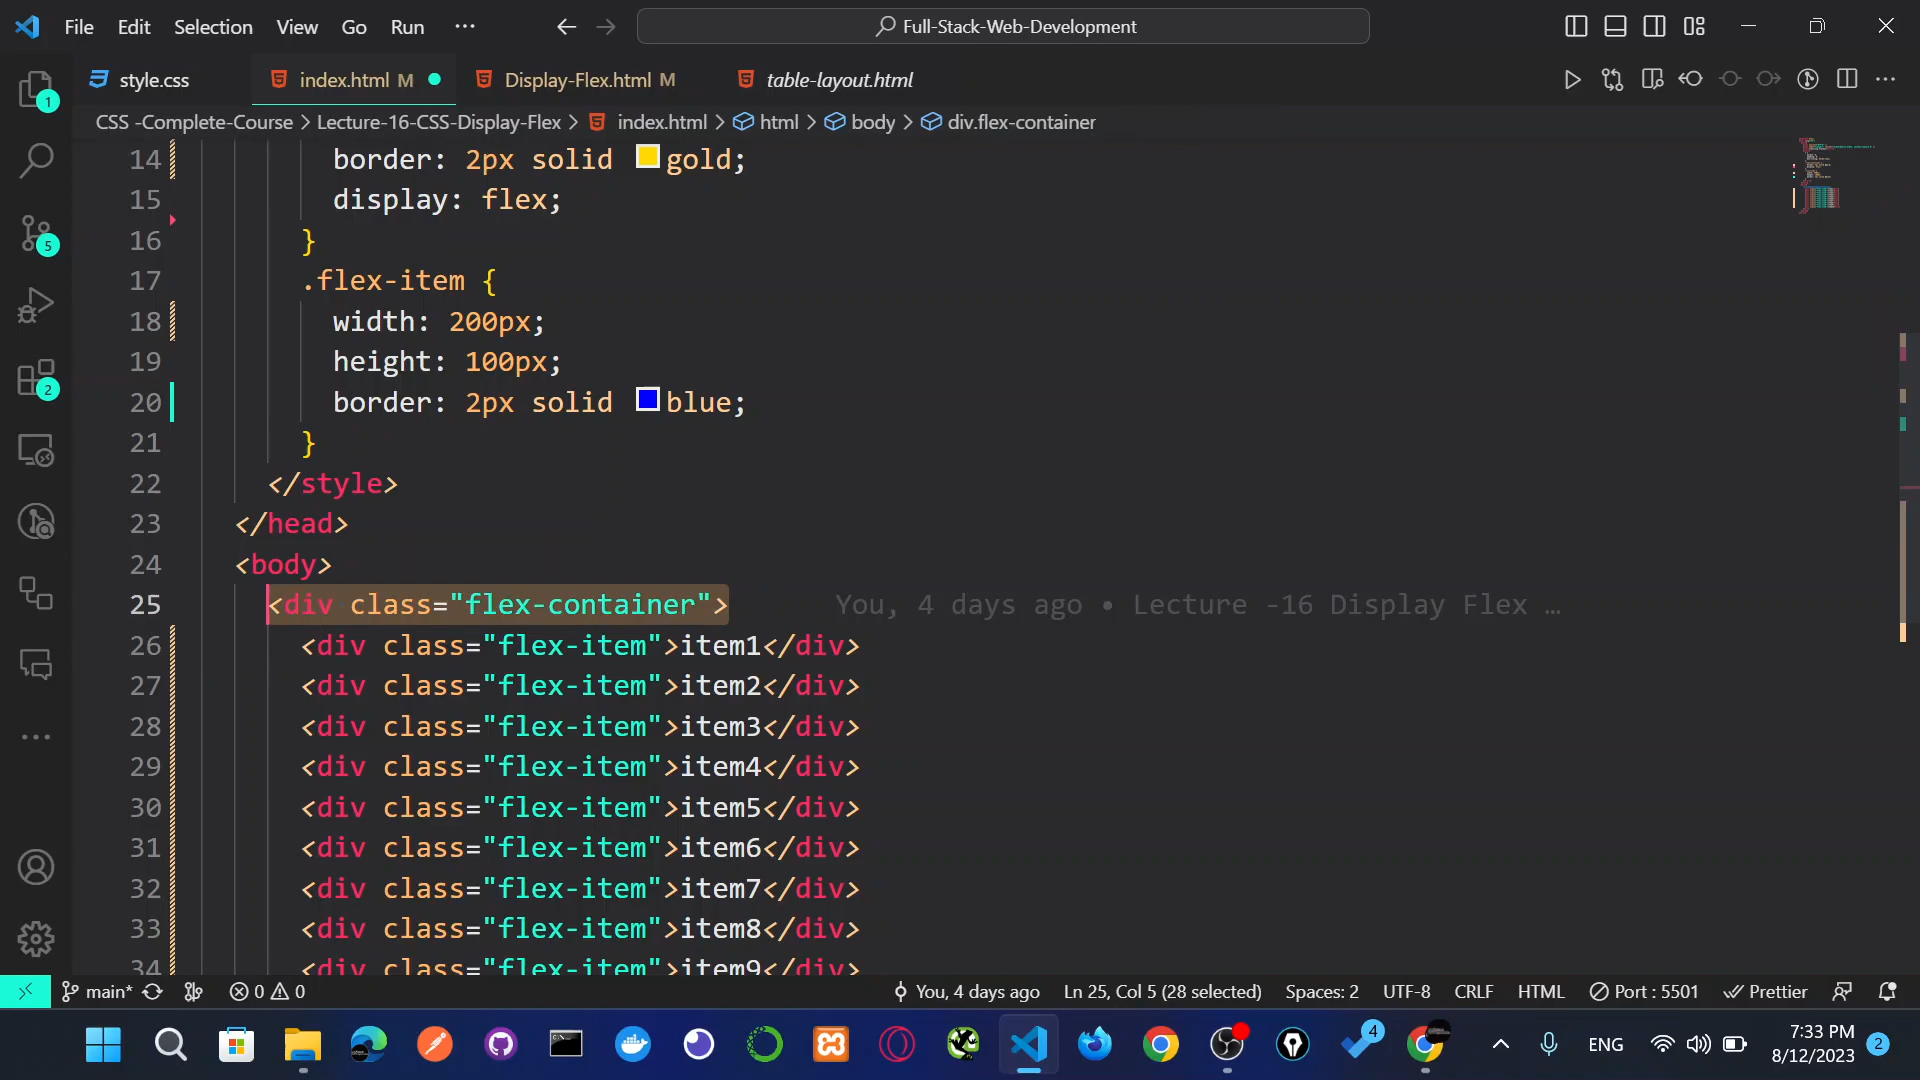 File Edit Selection View Go Run ··· Full-Stack-Web-Development
style.css index.html M Display-Flex.html M table-layout.html
CSS -Complete-Course > Lecture-16-CSS-Display-Flex > index.html > html > body > div.flex-container
14 border: 2px solid gold;
15 display: flex;
16 }
17 .flex-item {
18 width: 200px;
19 height: 100px;
20 border: 2px solid blue;
21 }
22 </style>
23 </head>
24 <body>
25 <div class="flex-container"> You, 4 days ago • Lecture -16 Display Flex …
26 <div class="flex-item">item1</div>
27 <div class="flex-item">item2</div>
28 <div class="flex-item">item3</div>
29 <div class="flex-item">item4</div>
30 <div class="flex-item">item5</div>
31 <div class="flex-item">item6</div>
32 <div class="flex-item">item7</div>
33 <div class="flex-item">item8</div>
34 <div class="flex-item">item9</div>
1
5
2
main* 0 0 You, 4 days ago Ln 25, Col 5 (28 selected) Spaces: 2 UTF-8 CRLF HTML Port : 5501 Prettier
4 ENG 7:33 PM 2
8/12/2023